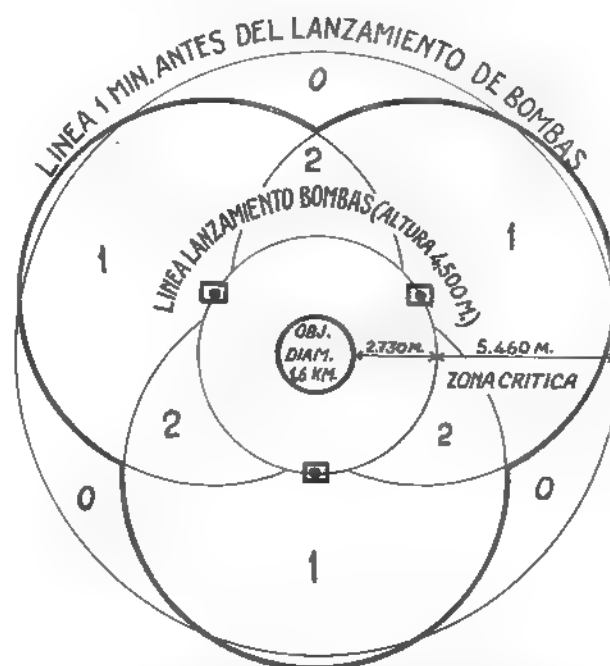 LINEA 1 MIN. ANTES DEL LANZAMIENTO DE BOMBAS
0
2
LINEA LANZAMIENTO BOMBAS (ALTURA 4.500 M.)
1
1
OBJ.
DIAM.
1,6 KM.
2.730 M.
5.460 M.
ZONA CRITICA
2
2
0
0
1